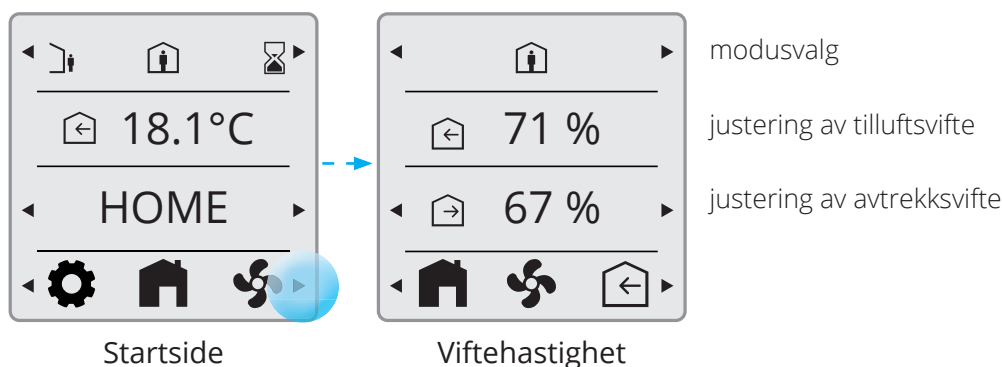 18.1°C
HOME
Startside
71 %
67 %
Viftehastighet
modusvalg
justering av tilluftsvifte
justering av avtrekksvifte